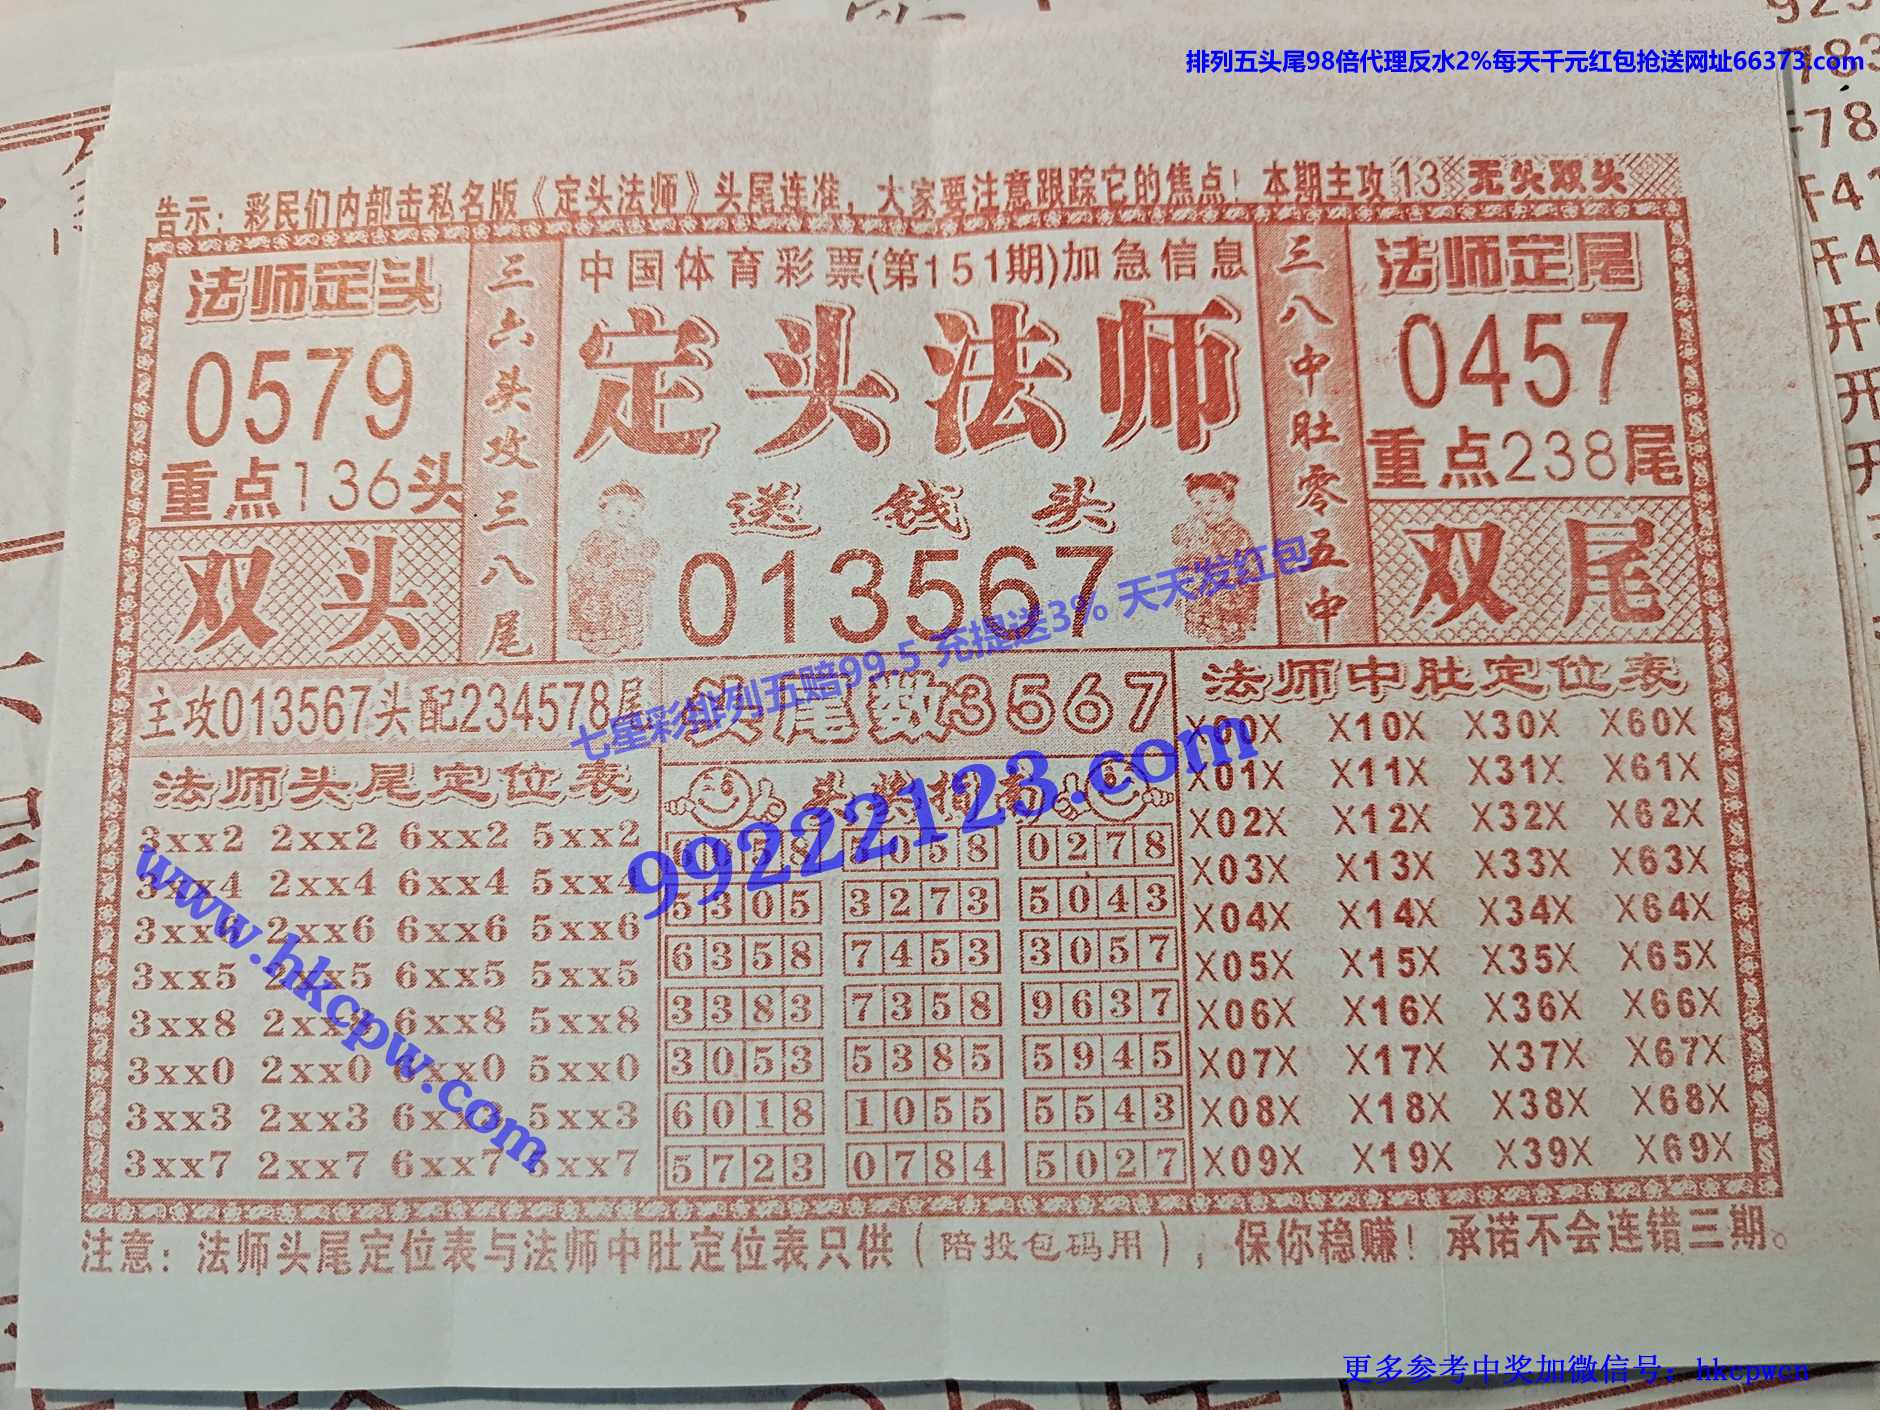 排列五头尾98倍代理反水2%每天千元红包抢送网址66373.com
告示：彩民们内部击私名版《定头法师》头尾连准，大家要注意跟踪它的焦点！本期主攻13无头双头
法师定头
0579
重点136头
双头
三六头攻三八尾
中国体育彩票(第151期)加急信息
定头法师
送钱头
013567
三八中肚零五中
法师定尾
0457
重点238尾
双尾
七星彩排列五赔99.5 充提送3% 天天发红包
主攻013567头配234578尾
头尾数3567
99222123.com
www.hkcpw.com
法师头尾定位表
3xx2 2xx2 6xx2 5xx2
3xx4 2xx4 6xx4 5xx4
3xx6 2xx6 6xx6 5xx6
3xx5 2xx5 6xx5 5xx5
3xx8 2xx8 6xx8 5xx8
3xx0 2xx0 6xx0 5xx0
3xx3 2xx3 6xx3 5xx3
3xx7 2xx7 6xx7 5xx7
头奖指南
0278
5305 3273 5043
6358 7453 3057
3383 7358 9637
3053 5385 5945
6018 1055 5543
5723 0784 5027
法师中肚定位表
X00X X10X X30X X60X
X01X X11X X31X X61X
X02X X12X X32X X62X
X03X X13X X33X X63X
X04X X14X X34X X64X
X05X X15X X35X X65X
X06X X16X X36X X66X
X07X X17X X37X X67X
X08X X18X X38X X68X
X09X X19X X39X X69X
注意：法师头尾定位表与法师中肚定位表只供（陪投包码用），保你稳赚！承诺不会连错三期。
更多参考中奖加微信号：hkcpwcn